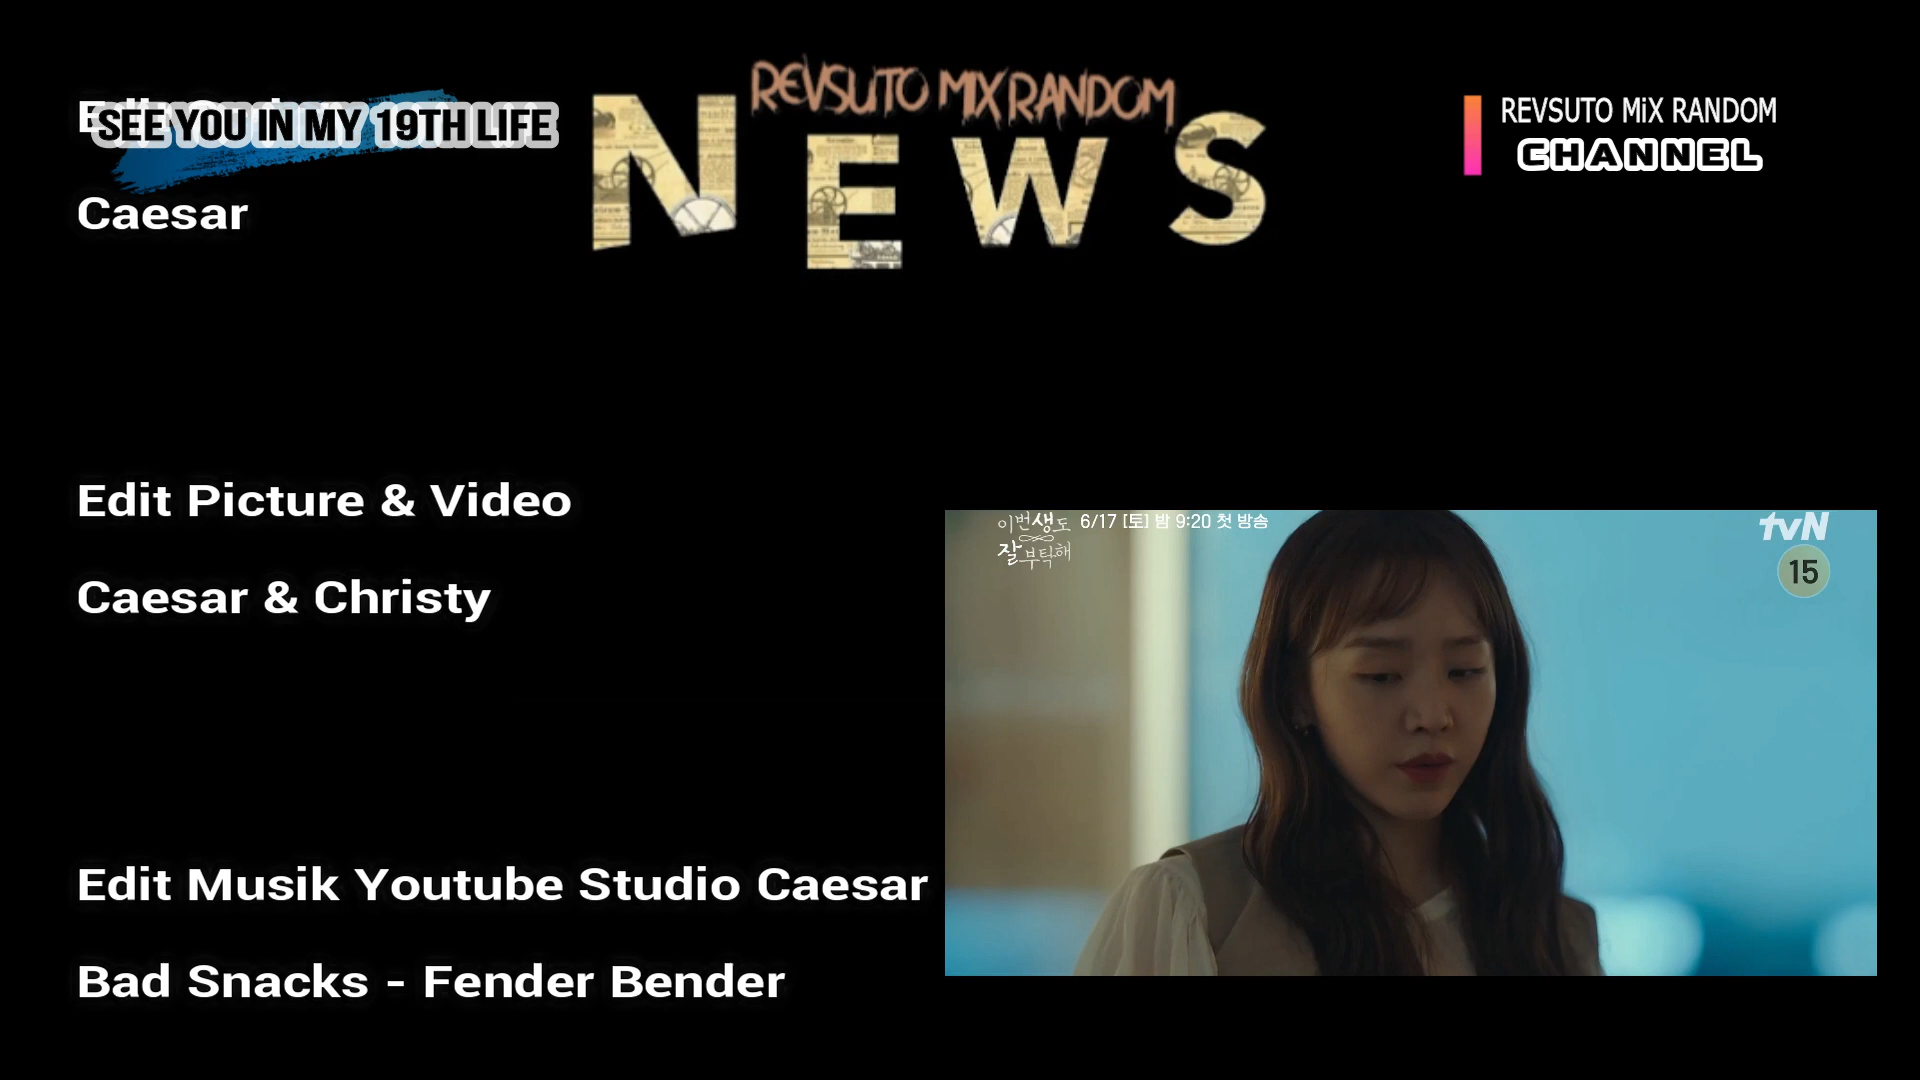 REVSUTO MIX RANDOM
NEWS
SEE YOU IN MY 19TH LIFE
REVSUTO MiX RANDOM
CHANNEL
Caesar
Edit Picture & Video
Caesar & Christy
이번 생도
잘 부탁해
6/17 [토] 밤 9:20 첫 방송
tvN
15
Edit Musik Youtube Studio Caesar
Bad Snacks - Fender Bender